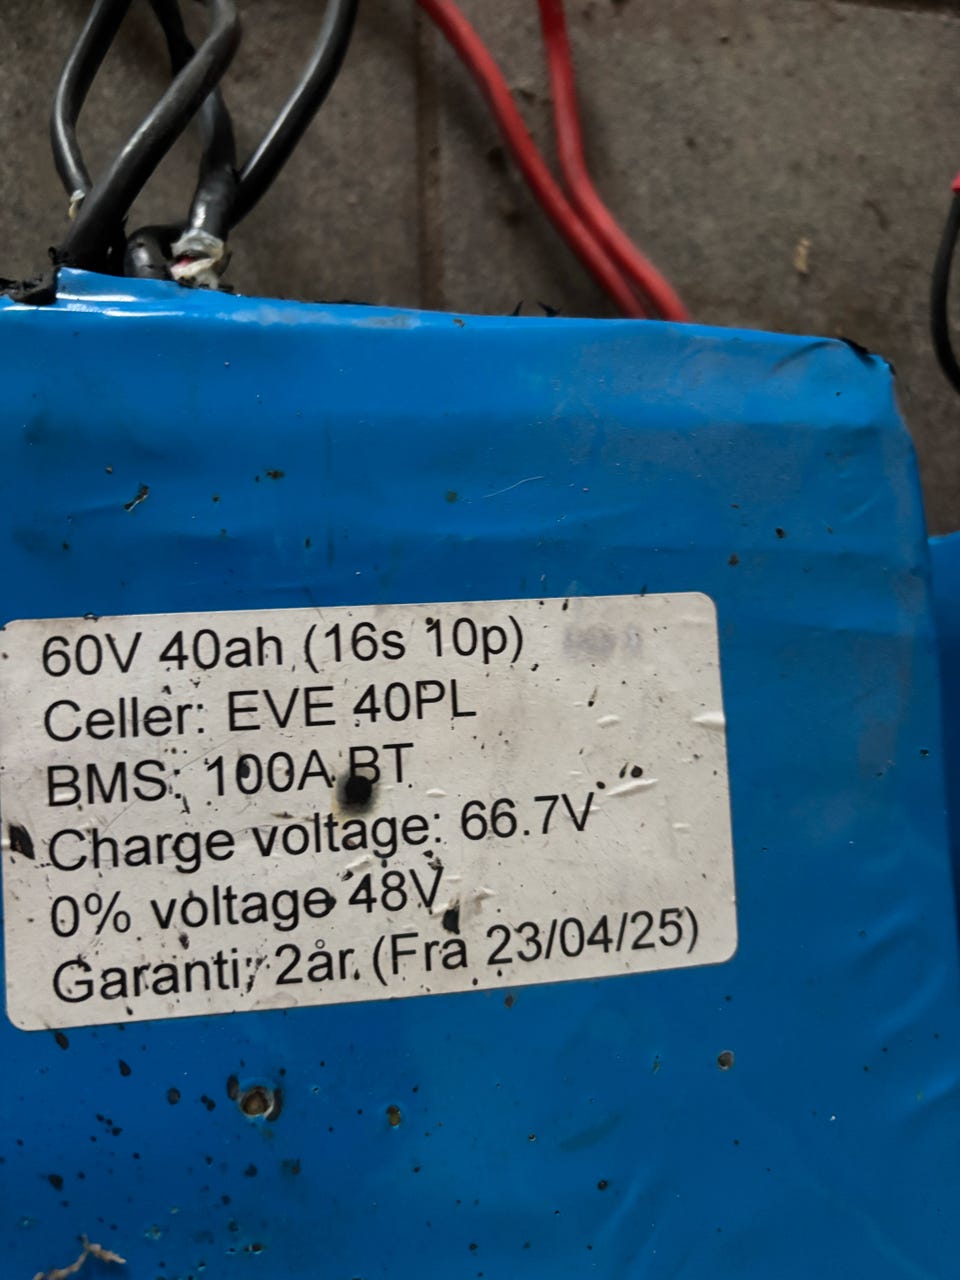 60V 40ah (16s 10p)
Celler: EVE 40PL
BMS: 100A BT
Charge voltage: 66.7V
0% voltage 48V
Garanti: 2år. (Fra 23/04/25)